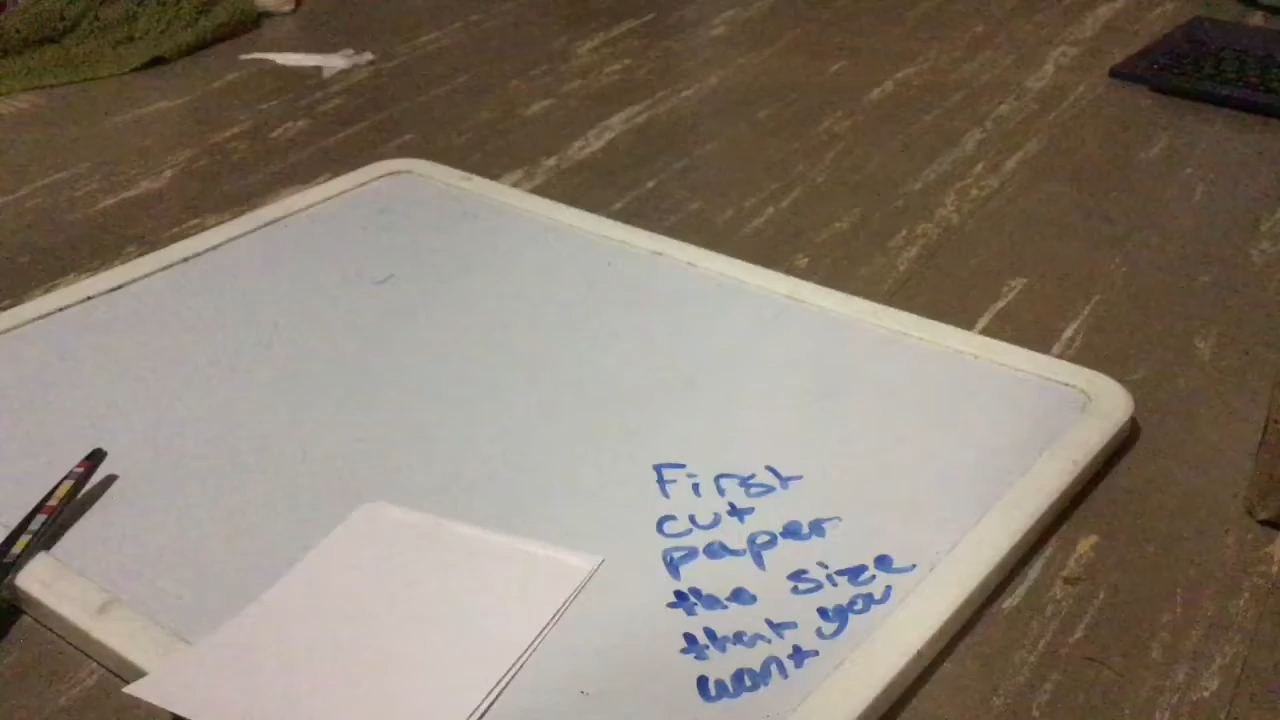 First
cut
paper
the size
that you
want